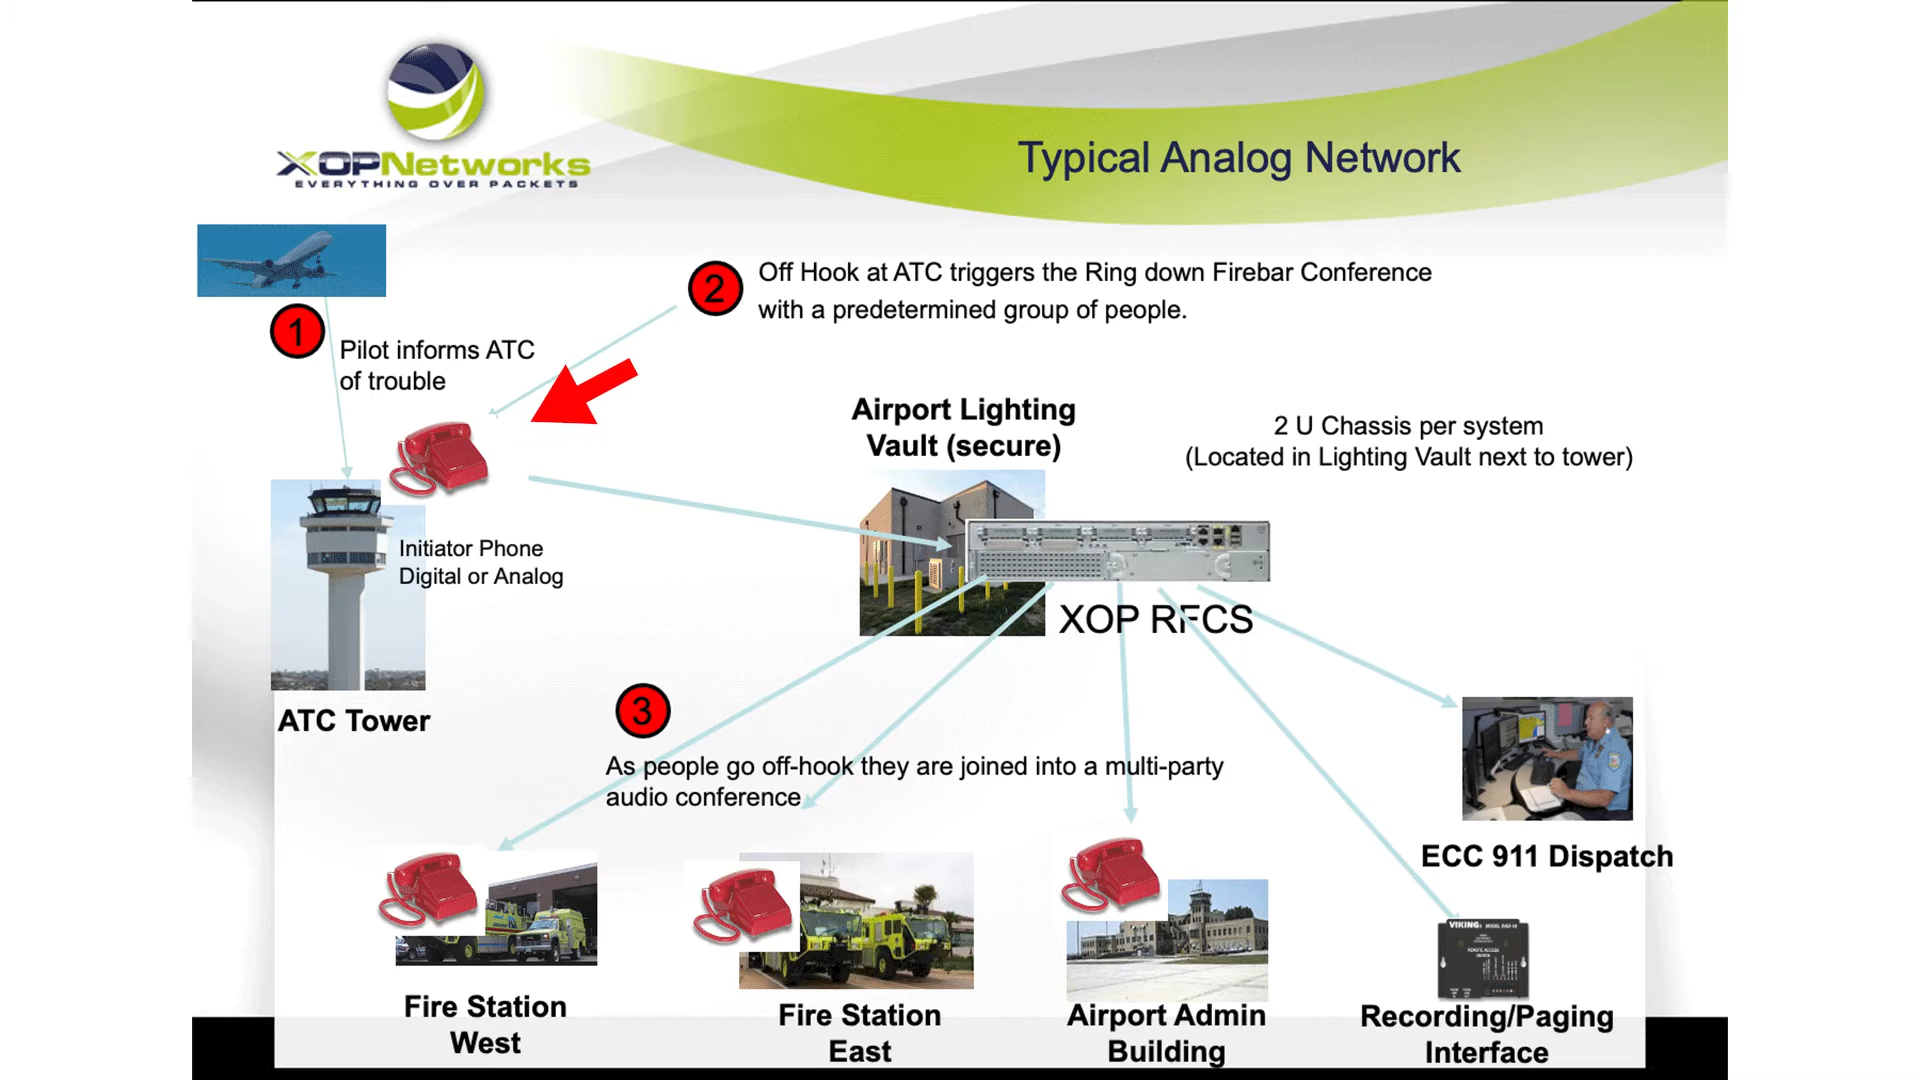 XOPNetworks
EVERYTHING OVER PACKETS
Typical Analog Network
1
Pilot informs ATC
of trouble
2
Off Hook at ATC triggers the Ring down Firebar Conference
with a predetermined group of people.
Airport Lighting
Vault (secure)
2 U Chassis per system
(Located in Lighting Vault next to tower)
Initiator Phone
Digital or Analog
XOP RFCS
ATC Tower
3
As people go off-hook they are joined into a multi-party
audio conference
ECC 911 Dispatch
VIKING
Fire Station
West
Fire Station
East
Airport Admin
Building
Recording/Paging
Interface